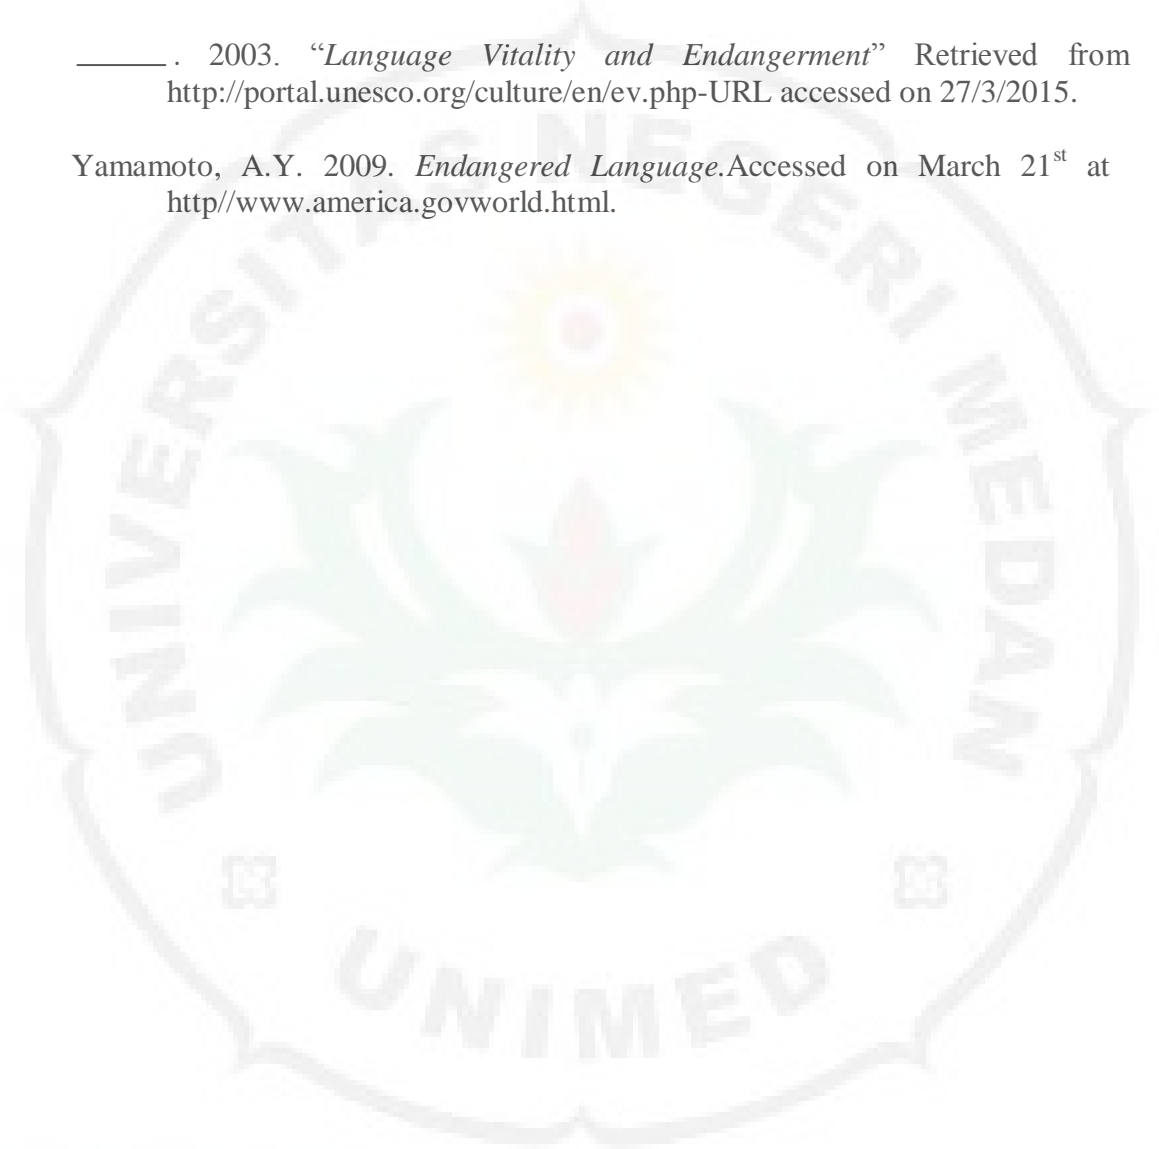 ______ . 2003. “Language Vitality and Endangerment” Retrieved from
http://portal.unesco.org/culture/en/ev.php-URL accessed on 27/3/2015.
Yamamoto, A.Y. 2009. Endangered Language.Accessed on March 21st at
http//www.america.govworld.html.
UNIVERSITAS NEGERI MEDAN
UNIMED